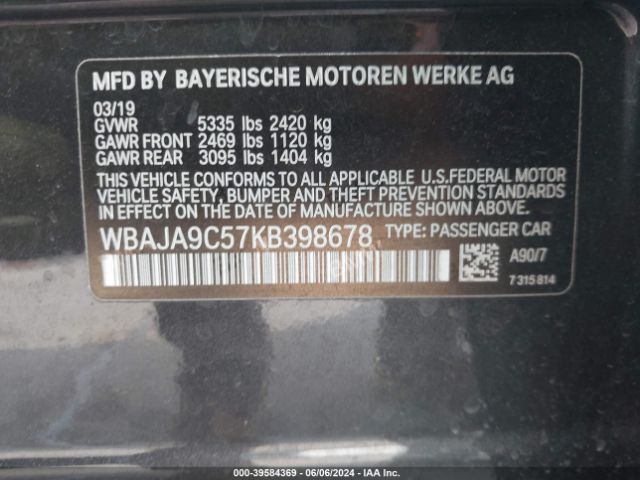 MFD BY BAYERISCHE MOTOREN WERKE AG
03/19
GVWR 5335 lbs 2420 kg
GAWR FRONT 2469 lbs 1120 kg
GAWR REAR 3095 lbs 1404 kg
THIS VEHICLE CONFORMS TO ALL APPLICABLE U.S.FEDERAL MOTOR
VEHICLE SAFETY, BUMPER AND THEFT PREVENTION STANDARDS
IN EFFECT ON THE DATE OF MANUFACTURE SHOWN ABOVE.
WBAJA9C57KB398678 TYPE: PASSENGER CAR
A90/7
7 315 814
000-39584369 | 06/06/2024 - IAA Inc.